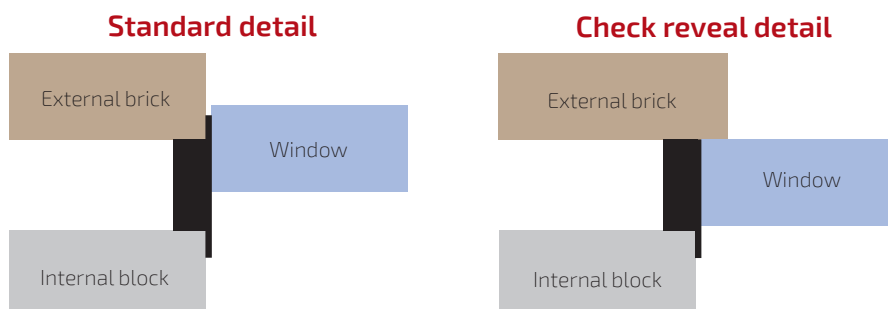 Standard detail
Check reveal detail
External brick
External brick
Window
Window
Internal block
Internal block